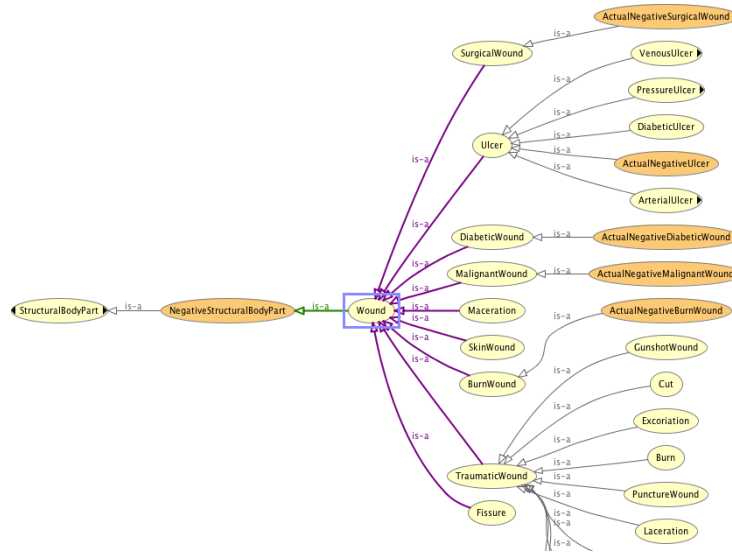 ActualNegativeSurgicalWound
is-a
SurgicalWound
VenousUlcer
is-a
is-a
PressureUlcer
is-a
DiabeticUlcer
Ulcer
is-a
is-a
ActualNegativeUlcer
is-a
is-a
ArterialUlcer
is-a
DiabeticWound
is-a
ActualNegativeDiabeticWound
is-a
MalignantWound
is-a
ActualNegativeMalignantWound
is-a
StructuralBodyPart
is-a
NegativeStructuralBodyPart
is-a
Wound
is-a
Maceration
is-a
ActualNegativeBurnWound
is-a
is-a
SkinWound
GunshotWound
is-a
is-a
BurnWound
Cut
is-a
Excoriation
is-a
is-a
Burn
is-a
TraumaticWound
is-a
PunctureWound
is-a
Fissure
is-a
is-a
Laceration
is-a